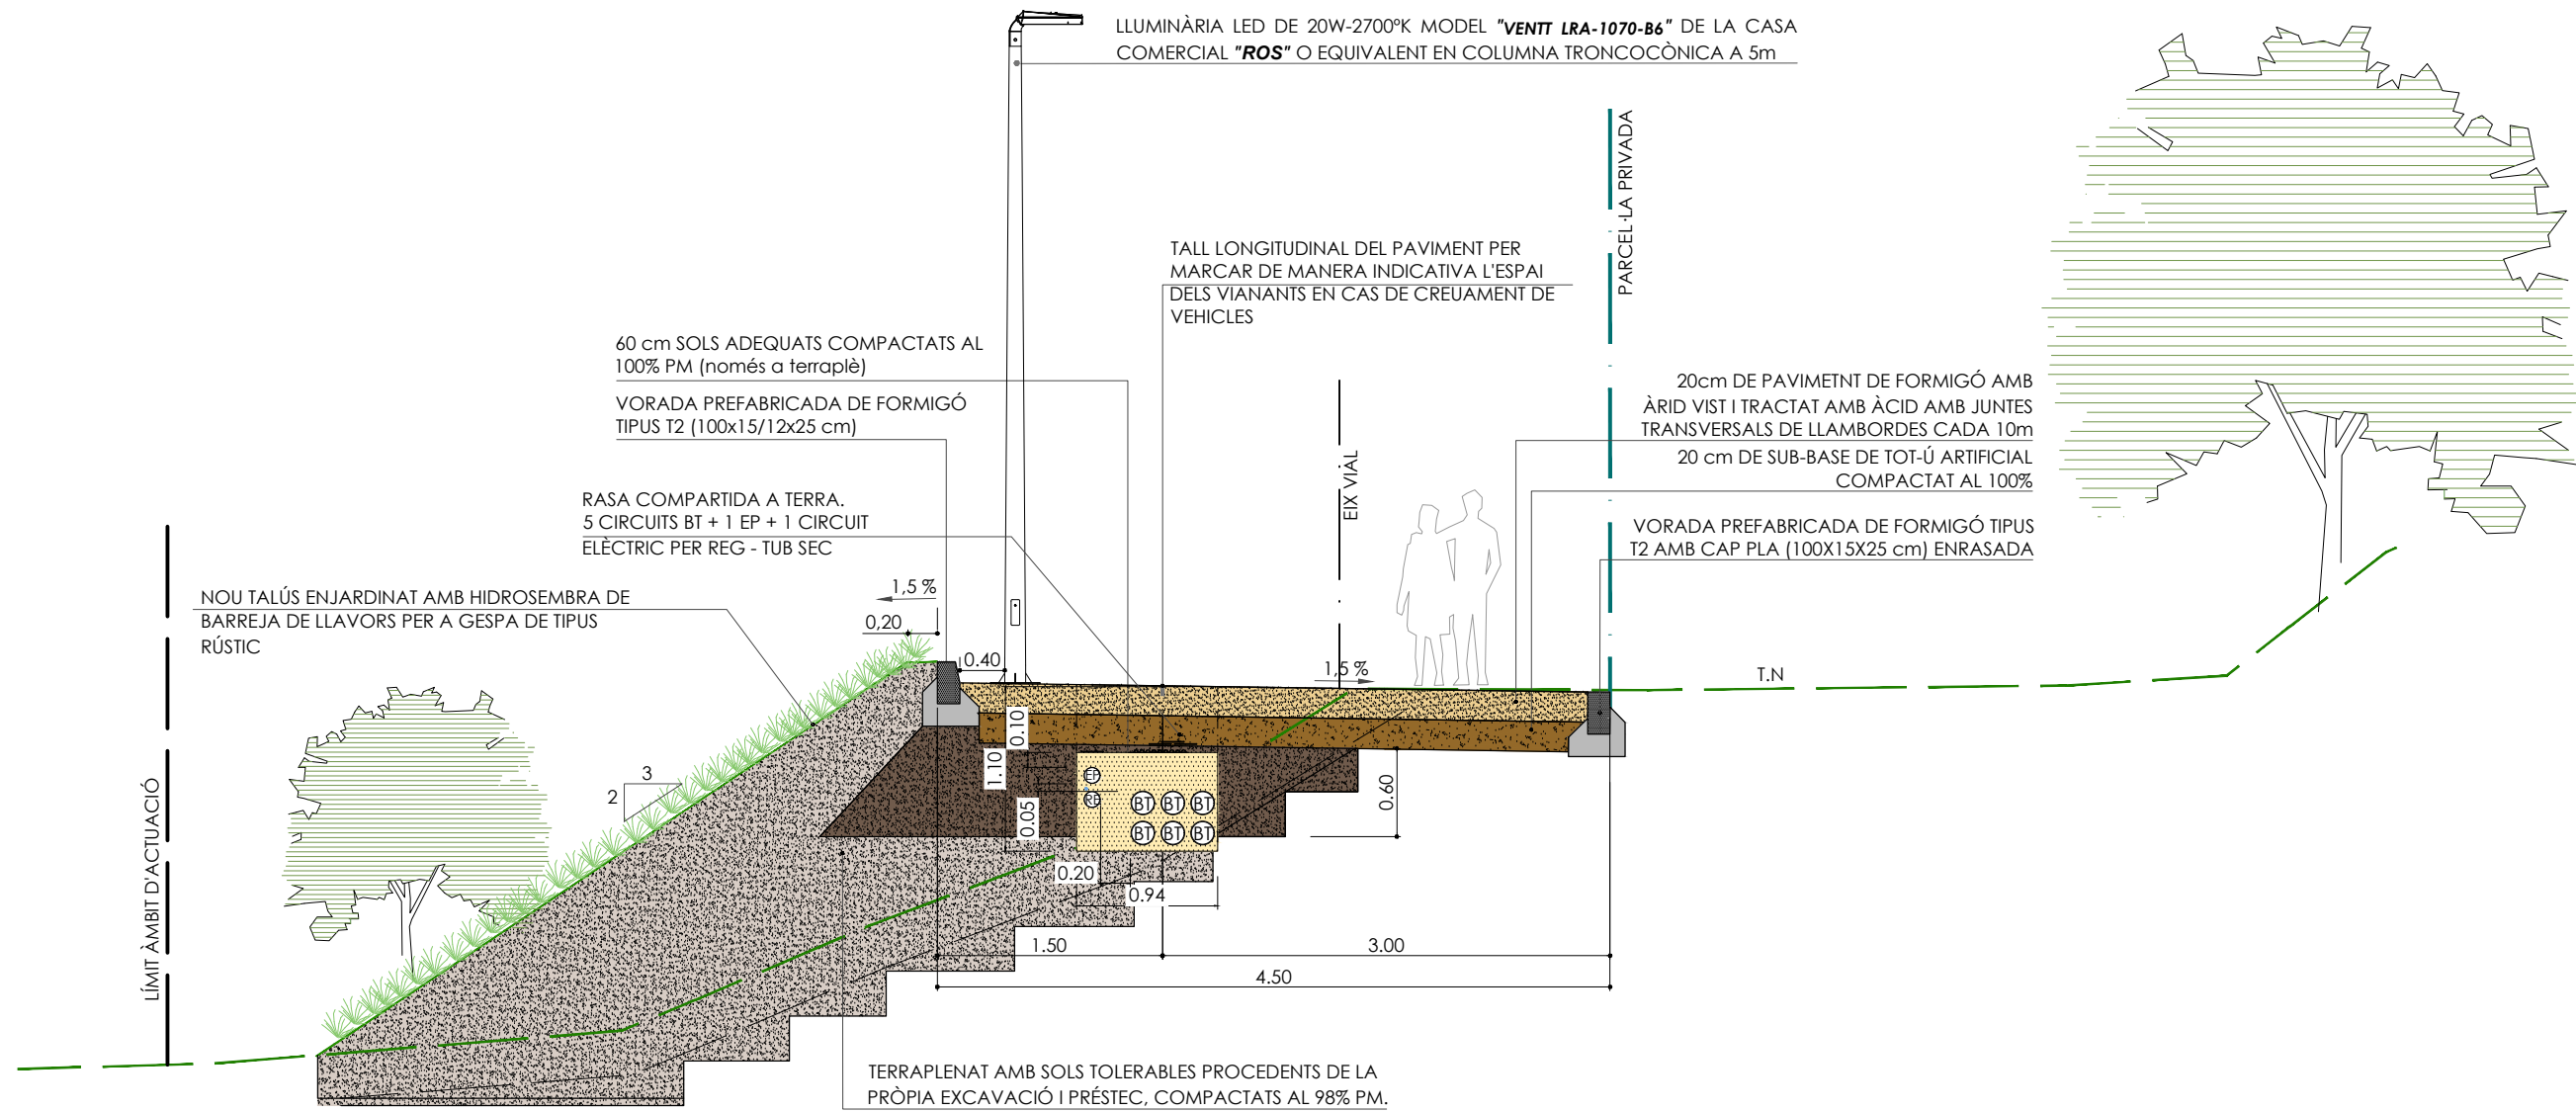 LLUMINÀRIA LED DE 20W-2700ºK MODEL "VENTT LRA-1070-B6" DE LA CASA
COMERCIAL "ROS" O EQUIVALENT EN COLUMNA TRONCOCÒNICA A 5m
PARCEL·LA PRIVADA
TALL LONGITUDINAL DEL PAVIMENT PER
MARCAR DE MANERA INDICATIVA L'ESPAI
DELS VIANANTS EN CAS DE CREUAMENT DE
VEHICLES
60 cm SOLS ADEQUATS COMPACTATS AL
100% PM (només a terraplè)
VORADA PREFABRICADA DE FORMIGÓ
TIPUS T2 (100x15/12x25 cm)
RASA COMPARTIDA A TERRA.
5 CIRCUITS BT + 1 EP + 1 CIRCUIT
ELÈCTRIC PER REG - TUB SEC
NOU TALÚS ENJARDINAT AMB HIDROSEMBRA DE
BARREJA DE LLAVORS PER A GESPA DE TIPUS
RÚSTIC
20cm DE PAVIMETNT DE FORMIGÓ AMB
ÀRID VIST I TRACTAT AMB ÀCID AMB JUNTES
TRANSVERSALS DE LLAMBORDES CADA 10m
20 cm DE SUB-BASE DE TOT-Ú ARTIFICIAL
COMPACTAT AL 100%
VORADA PREFABRICADA DE FORMIGÓ TIPUS
T2 AMB CAP PLA (100X15X25 cm) ENRASADA
EIX VIAL
LÍMIT ÀMBIT D'ACTUACIÓ
1,5 %
0,20
0.40
1,5 %
T.N
3
2
0.10
1.10
0.05
0.60
EP
RE
BT BT BT
BT BT BT
0.20
0.94
1.50
3.00
4.50
TERRAPLENAT AMB SOLS TOLERABLES PROCEDENTS DE LA
PRÒPIA EXCAVACIÓ I PRÉSTEC, COMPACTATS AL 98% PM.